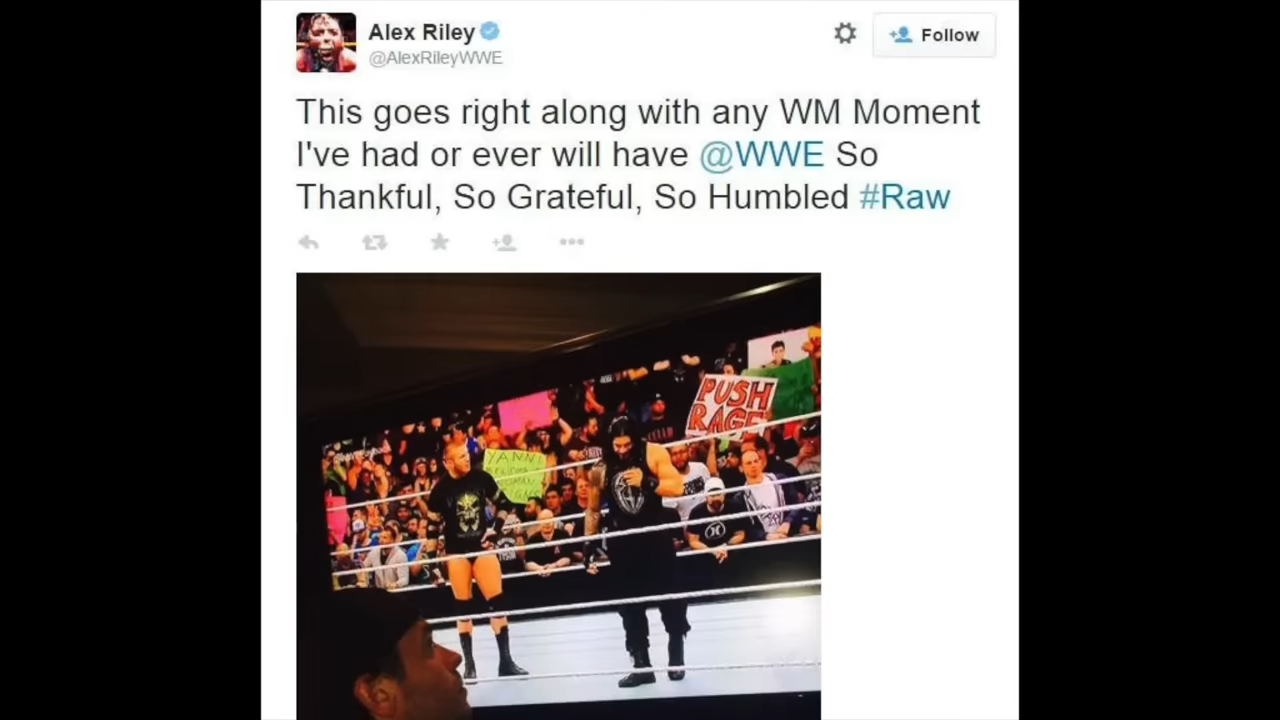 Alex Riley
@AlexRileyWWE
Follow
This goes right along with any WM Moment
I've had or ever will have @WWE So
Thankful, So Grateful, So Humbled #Raw
PUSH
RAGE
YANNI